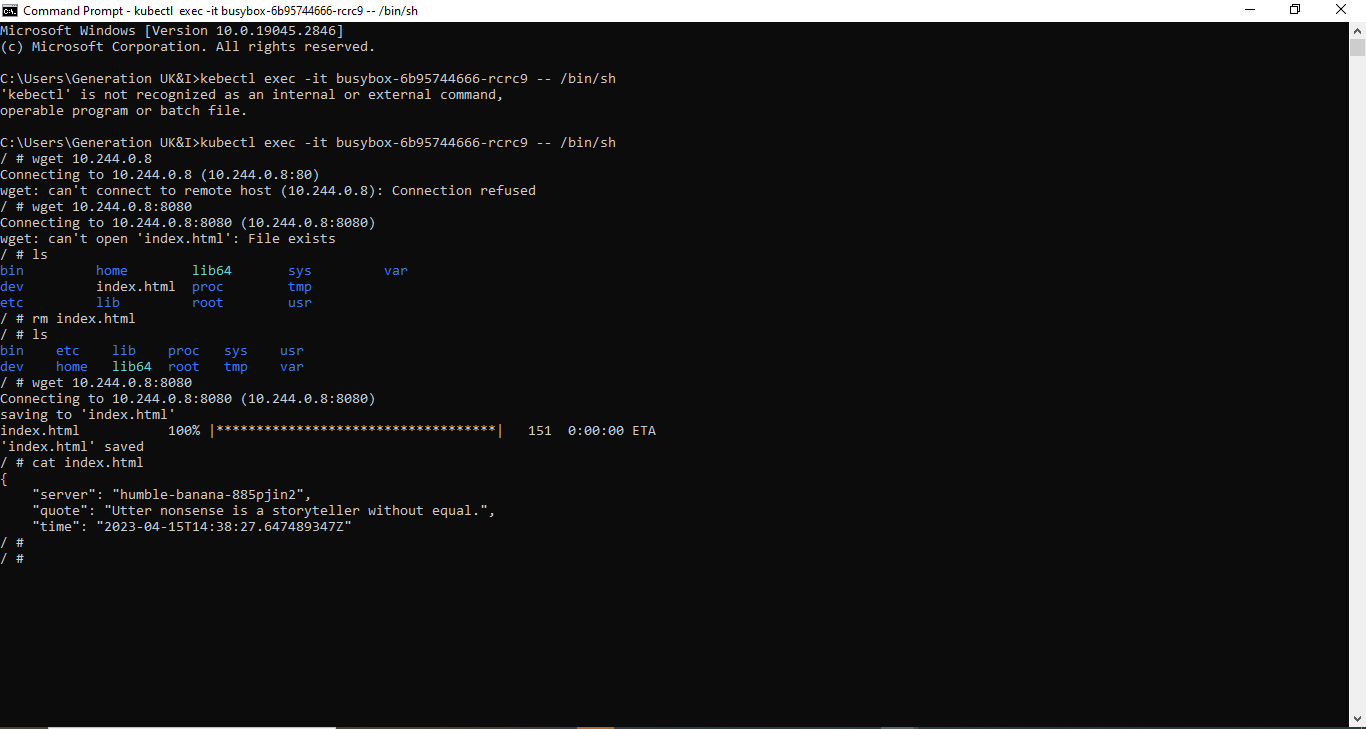 Command Prompt - kubectl exec -it busybox-6b95744666-rcrc9 -- /bin/sh
Microsoft Windows [Version 10.0.19045.2846]
(c) Microsoft Corporation. All rights reserved.
C:\Users\Generation UK&I>kebectl exec -it busybox-6b95744666-rcrc9 -- /bin/sh
'kebectl' is not recognized as an internal or external command,
operable program or batch file.
C:\Users\Generation UK&I>kubectl exec -it busybox-6b95744666-rcrc9 -- /bin/sh
/ # wget 10.244.0.8
Connecting to 10.244.0.8 (10.244.0.8:80)
wget: can't connect to remote host (10.244.0.8): Connection refused
/ # wget 10.244.0.8:8080
Connecting to 10.244.0.8:8080 (10.244.0.8:8080)
wget: can't open 'index.html': File exists
/ # ls
bin         home        lib64       sys         var
dev         index.html  proc        tmp
etc         lib         root        usr
/ # rm index.html
/ # ls
bin    etc    lib    proc   sys    usr
dev    home   lib64  root   tmp    var
/ # wget 10.244.0.8:8080
Connecting to 10.244.0.8:8080 (10.244.0.8:8080)
saving to 'index.html'
index.html           100% |***********************************|   151  0:00:00 ETA
'index.html' saved
/ # cat index.html
{
    "server": "humble-banana-885pjin2",
    "quote": "Utter nonsense is a storyteller without equal.",
    "time": "2023-04-15T14:38:27.647489347Z"
/ #
/ #